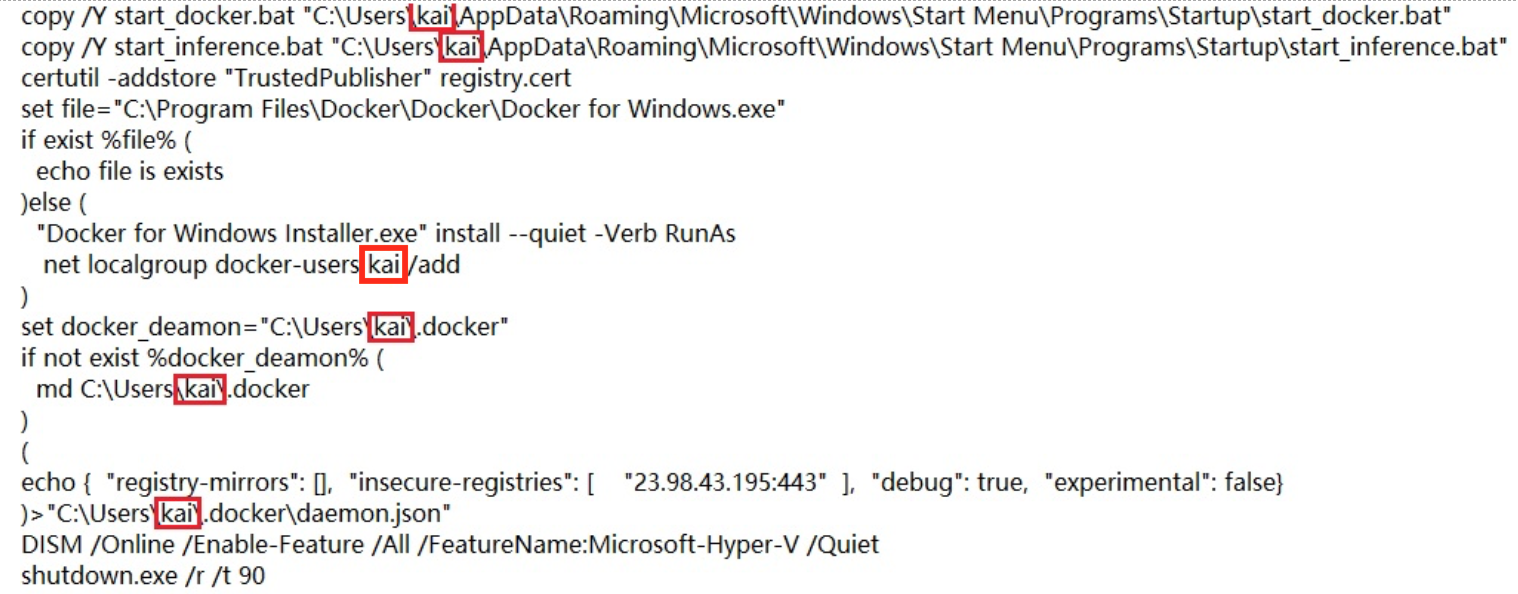 copy /Y start_docker.bat "C:\Users\kai\AppData\Roaming\Microsoft\Windows\Start Menu\Programs\Startup\start_docker.bat"
copy /Y start_inference.bat "C:\Users\kai\AppData\Roaming\Microsoft\Windows\Start Menu\Programs\Startup\start_inference.bat"
certutil -addstore "TrustedPublisher" registry.cert
set file="C:\Program Files\Docker\Docker\Docker for Windows.exe"
if exist %file% (
echo file is exists
)else (
"Docker for Windows Installer.exe" install --quiet -Verb RunAs
net localgroup docker-users kai /add
)
set docker_deamon="C:\Users\kai\.docker"
if not exist %docker_deamon% (
md C:\Users\kai\.docker
)
(
echo { "registry-mirrors": [], "insecure-registries": [ "23.98.43.195:443" ], "debug": true, "experimental": false}
)>"C:\Users\kai\.docker\daemon.json"
DISM /Online /Enable-Feature /All /FeatureName:Microsoft-Hyper-V /Quiet
shutdown.exe /r /t 90